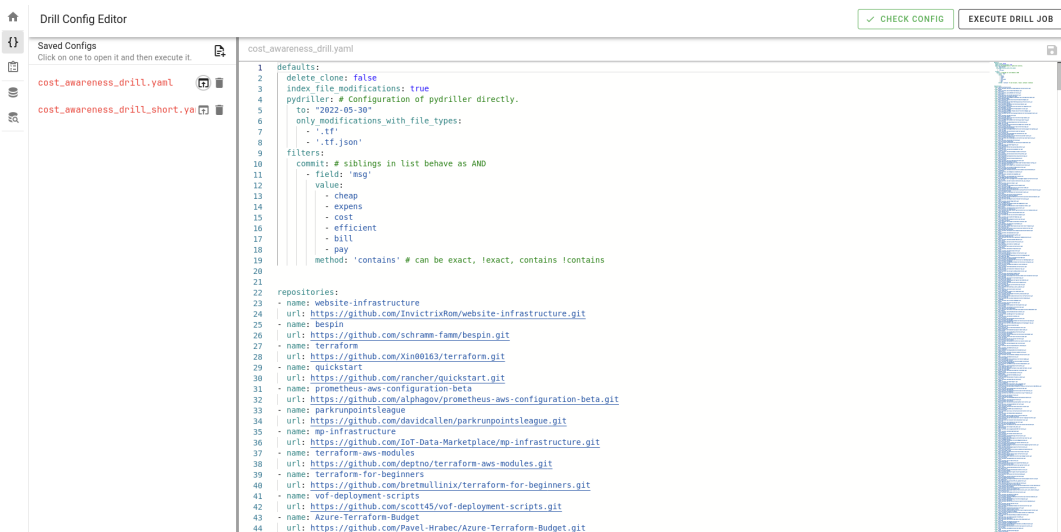 Drill Config Editor
CHECK CONFIG
EXECUTE DRILL JOB
{}
Saved Configs
Click on one to open it and then execute it.
cost_awareness_drill.yaml
cost_awareness_drill_short.ya
cost_awareness_drill.yaml
1 defaults:
2   delete_clone: false
3   index_file_modifications: true
4   pydriller: # Configuration of pydriller directly.
5     to: "2022-05-30"
6     only_modifications_with_file_types:
7       - '.tf'
8       - '.tf.json'
9   filters:
10     commit: # siblings in list behave as AND
11       - field: 'msg'
12         value:
13           - cheap
14           - expens
15           - cost
16           - efficient
17           - bill
18           - pay
19         method: 'contains' # can be exact, !exact, contains !contains
20
21
22 repositories:
23 - name: website-infrastructure
24   url: https://github.com/InvictrixRom/website-infrastructure.git
25 - name: bespin
26   url: https://github.com/schramm-famm/bespin.git
27 - name: terraform
28   url: https://github.com/Xin00163/terraform.git
29 - name: quickstart
30   url: https://github.com/rancher/quickstart.git
31 - name: prometheus-aws-configuration-beta
32   url: https://github.com/alphagov/prometheus-aws-configuration-beta.git
33 - name: parkrunpointsleague
34   url: https://github.com/davidcallen/parkrunpointsleague.git
35 - name: mp-infrastructure
36   url: https://github.com/IoT-Data-Marketplace/mp-infrastructure.git
37 - name: terraform-aws-modules
38   url: https://github.com/deptno/terraform-aws-modules.git
39 - name: terraform-for-beginners
40   url: https://github.com/bretmullinix/terraform-for-beginners.git
41 - name: vof-deployment-scripts
42   url: https://github.com/scott45/vof-deployment-scripts.git
43 - name: Azure-Terraform-Budget
44   url: https://github.com/Pavel-Hrabec/Azure-Terraform-Budget.git